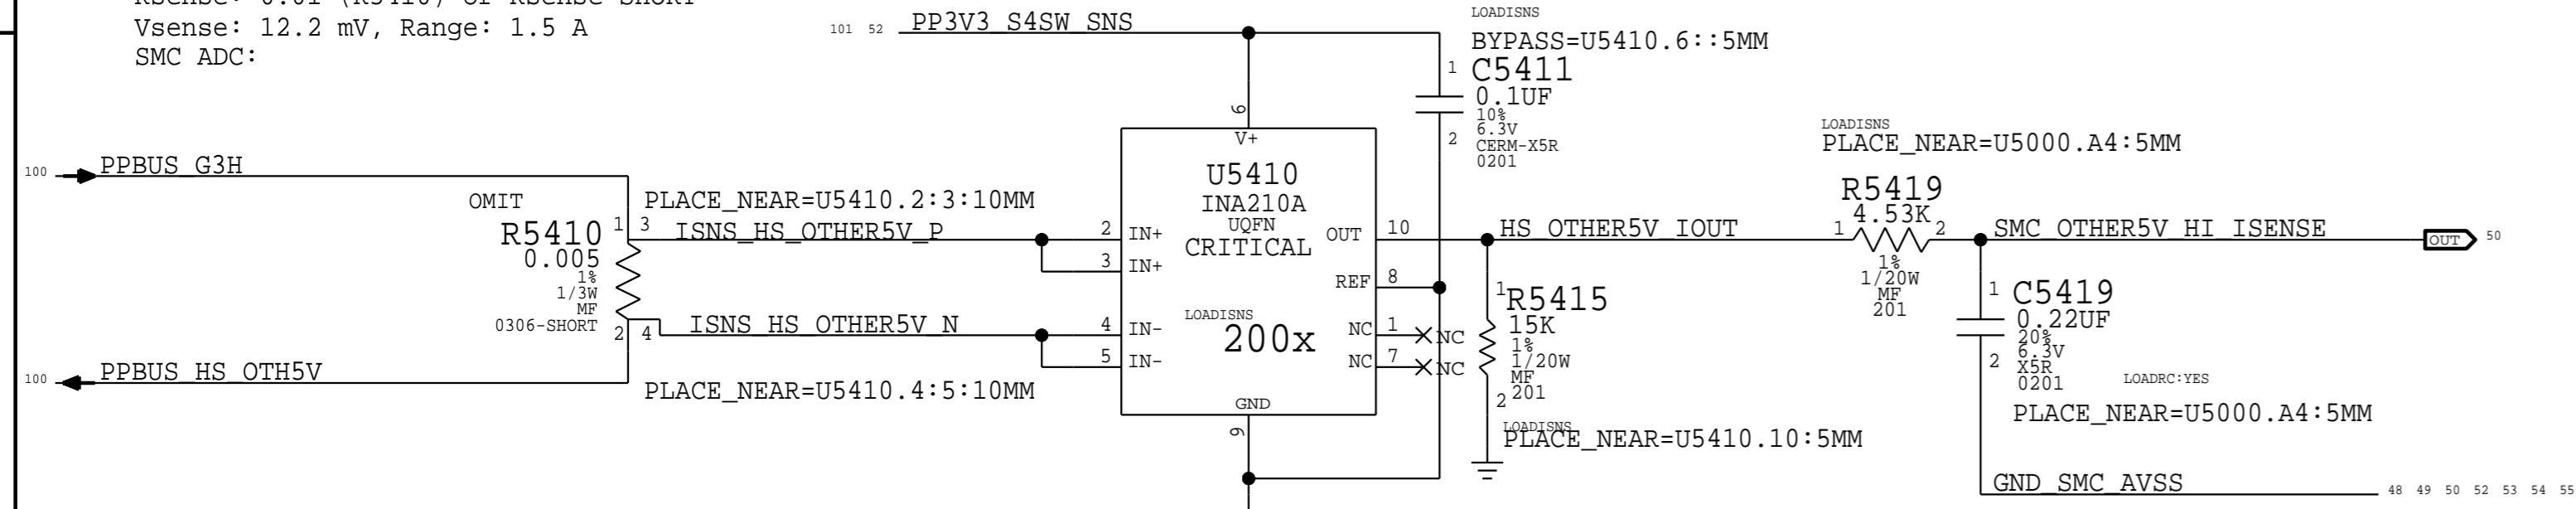 Rsense: 0.01 (R5410) or Rsense SHORT
Vsense: 12.2 mV, Range: 1.5 A
SMC ADC:
101 52 PP3V3_S4SW_SNS
LOADISNS
BYPASS=U5410.6::5MM
1 C5411
0.1UF
10%
6.3V
2 CERM-X5R
0201
6
V+
U5410
INA210A
UQFN
CRITICAL
LOADISNS
200x
GND
9
100 PPBUS_G3H
OMIT
PLACE_NEAR=U5410.2:3:10MM
R5410 1 3 ISNS_HS_OTHER5V_P 2 IN+
0.005 3 IN+
1%
1/3W
MF
0306-SHORT
2 4 ISNS_HS_OTHER5V_N 4 IN-
5 IN-
100 PPBUS_HS_OTH5V
PLACE_NEAR=U5410.4:5:10MM
OUT 10 HS_OTHER5V_IOUT
REF 8
NC 1 NC
NC 7 NC
1 R5415
15K
1%
1/20W
MF
2 201
LOADISNS
PLACE_NEAR=U5410.10:5MM
LOADISNS
PLACE_NEAR=U5000.A4:5MM
R5419
4.53K
1 2 SMC_OTHER5V_HI_ISENSE OUT 50
1%
1/20W
MF
201
1 C5419
0.22UF
20%
6.3V
2 X5R
0201 LOADRC:YES
PLACE_NEAR=U5000.A4:5MM
GND_SMC_AVSS 48 49 50 52 53 54 55